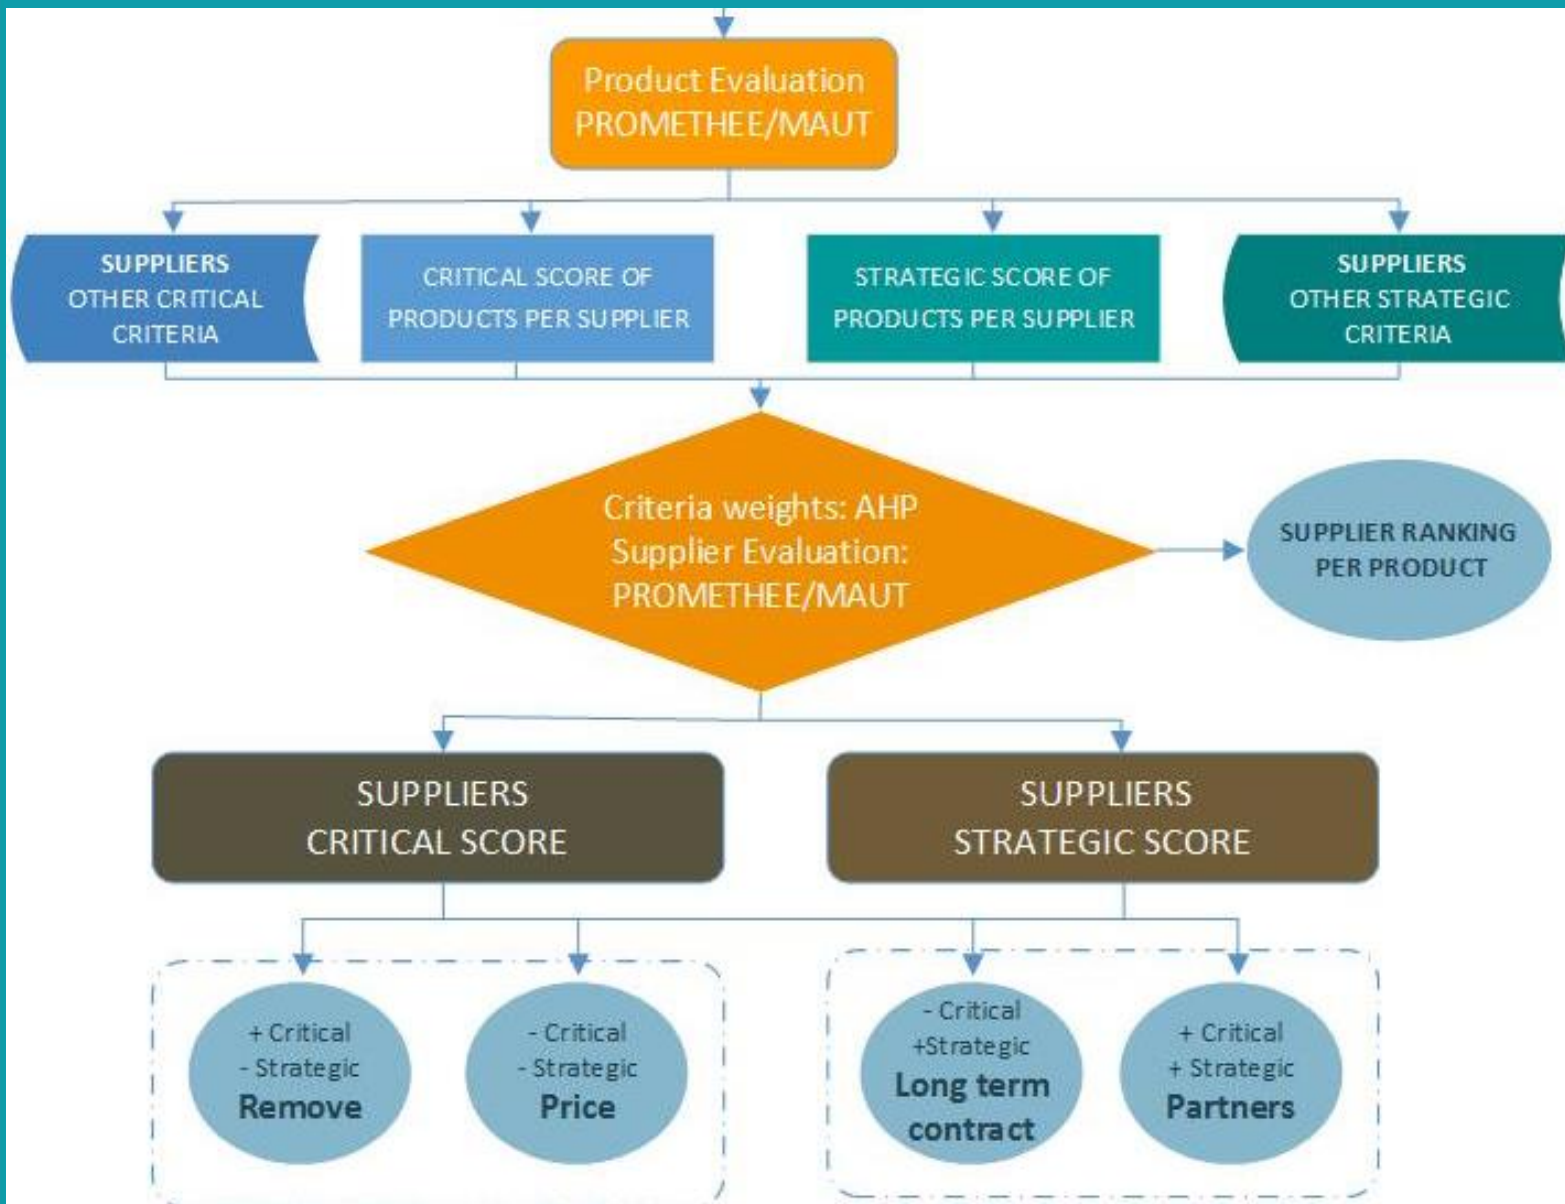 Product Evaluation
PROMETHEE/MAUT
SUPPLIERS
OTHER CRITICAL
CRITERIA
CRITICAL SCORE OF
PRODUCTS PER SUPPLIER
STRATEGIC SCORE OF
PRODUCTS PER SUPPLIER
SUPPLIERS
OTHER STRATEGIC
CRITERIA
Criteria weights: AHP
Supplier Evaluation:
PROMETHEE/MAUT
SUPPLIER RANKING
PER PRODUCT
SUPPLIERS
CRITICAL SCORE
SUPPLIERS
STRATEGIC SCORE
+ Critical
- Strategic
Remove
- Critical
- Strategic
Price
- Critical
+Strategic
Long term
contract
+ Critical
+ Strategic
Partners